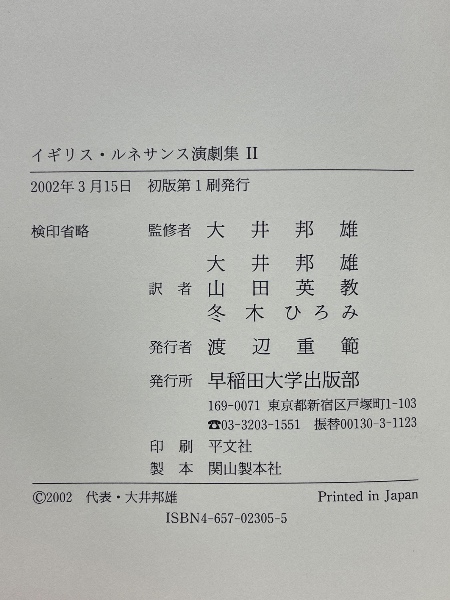 イギリス・ルネサンス演劇集 II
2002年3月15日 初版第1刷発行
検印省略 監修者 大井邦雄
大井邦雄
訳者 山田英教
冬木ひろみ
発行者 渡辺重範
発行所 早稲田大学出版部
169-0071 東京都新宿区戸塚町1-103
☎03-3203-1551 振替00130-3-1123
印刷 平文社
製本 関山製本社
©2002 代表・大井邦雄 Printed in Japan
ISBN4-657-02305-5